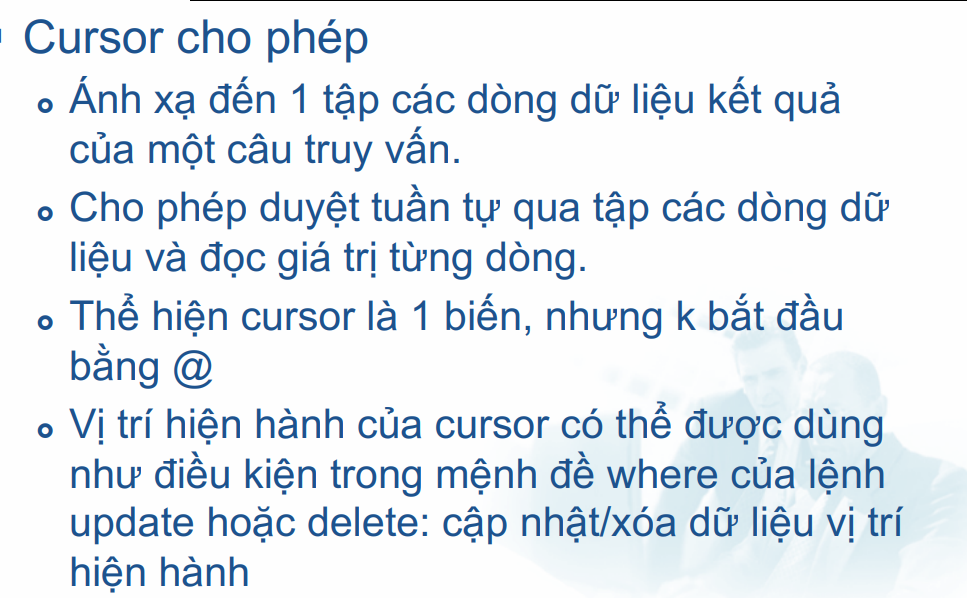 Cursor cho phép
Ánh xạ đến 1 tập các dòng dữ liệu kết quả
của một câu truy vấn.
Cho phép duyệt tuần tự qua tập các dòng dữ
liệu và đọc giá trị từng dòng.
Thể hiện cursor là 1 biến, nhưng k bắt đầu
bằng @
Vị trí hiện hành của cursor có thể được dùng
như điều kiện trong mệnh đề where của lệnh
update hoặc delete: cập nhật/xóa dữ liệu vị trí
hiện hành